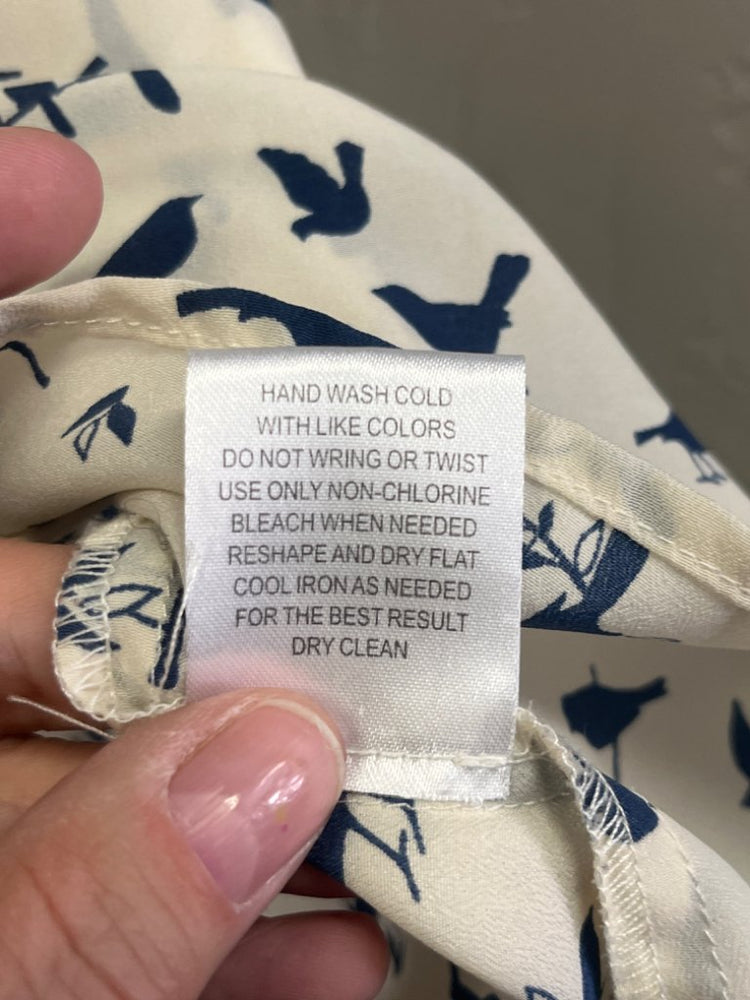 HAND WASH COLD
WITH LIKE COLORS
DO NOT WRING OR TWIST
USE ONLY NON-CHLORINE
BLEACH WHEN NEEDED
RESHAPE AND DRY FLAT
COOL IRON AS NEEDED
FOR THE BEST RESULT
DRY CLEAN